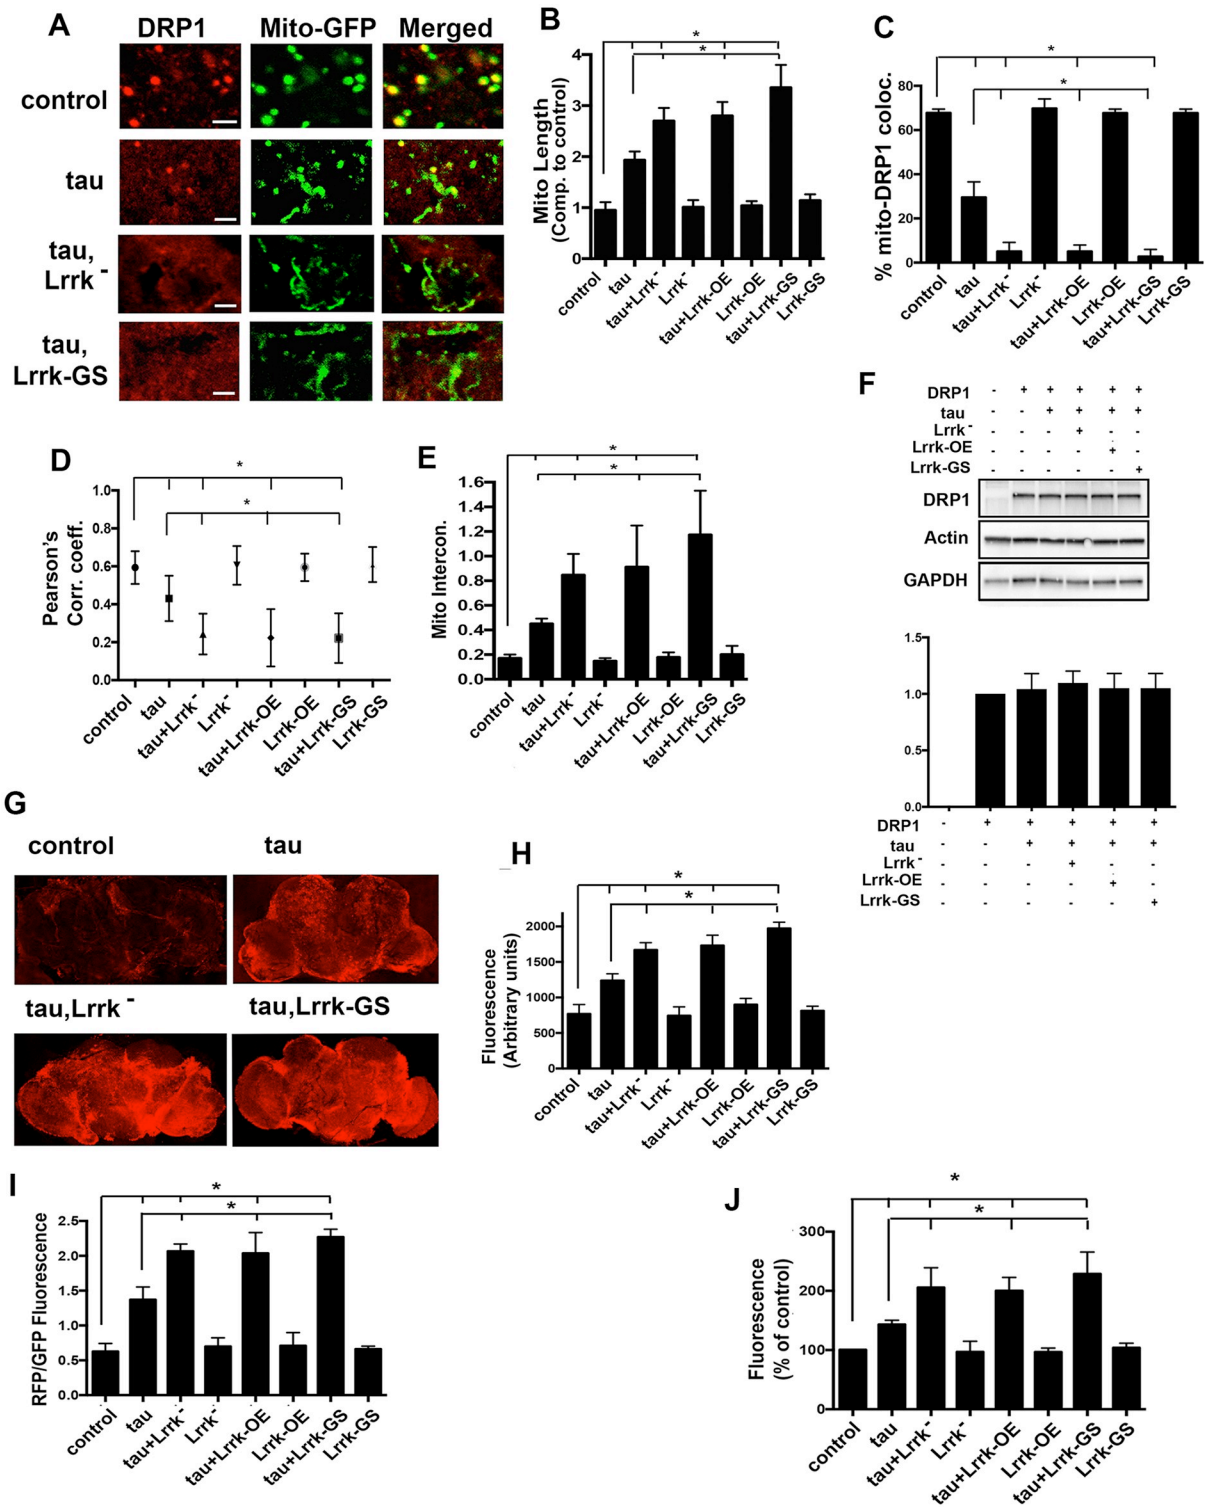 A
DRP1 Mito-GFP Merged
control
tau
tau,
Lrrk -
tau,
Lrrk-GS
B
*
*
Mito Length
(Comp. to control)
4
3
2
1
0
control tau tau+Lrrk- Lrrk- tau+Lrrk-OE Lrrk-OE tau+Lrrk-GS Lrrk-GS
C
*
*
% mito-DRP1 coloc.
80
60
40
20
0
control tau tau+Lrrk- Lrrk- tau+Lrrk-OE Lrrk-OE tau+Lrrk-GS Lrrk-GS
D
*
*
Pearson's
Corr. coeff.
1.0
0.8
0.6
0.4
0.2
0.0
control tau tau+Lrrk- Lrrk- tau+Lrrk-OE Lrrk-OE tau+Lrrk-GS Lrrk-GS
E
*
*
Mito Intercon.
1.6
1.4
1.2
1.0
0.8
0.6
0.4
0.2
0.0
control tau tau+Lrrk- Lrrk- tau+Lrrk-OE Lrrk-OE tau+Lrrk-GS Lrrk-GS
F
DRP1 - + + + + +
tau - - + + + +
Lrrk- - - - + - -
Lrrk-OE - - - - + -
Lrrk-GS - - - - - +
DRP1
Actin
GAPDH
1.5
1.0
0.5
0.0
DRP1 - + + + + +
tau - - + + + +
Lrrk- - - - + - -
Lrrk-OE - - - - + -
Lrrk-GS - - - - - +
G
control tau
tau,Lrrk - tau,Lrrk-GS
H
*
*
Fluorescence
(Arbitrary units)
2000
1500
1000
500
0
control tau tau+Lrrk- Lrrk- tau+Lrrk-OE Lrrk-OE tau+Lrrk-GS Lrrk-GS
I
*
*
RFP/GFP Fluorescence
2.5
2.0
1.5
1.0
0.5
0.0
control tau tau+Lrrk- Lrrk- tau+Lrrk-OE Lrrk-OE tau+Lrrk-GS Lrrk-GS
J
*
*
Fluorescence
(% of control)
300
200
100
0
control tau tau+Lrrk- Lrrk- tau+Lrrk-OE Lrrk-OE tau+Lrrk-GS Lrrk-GS